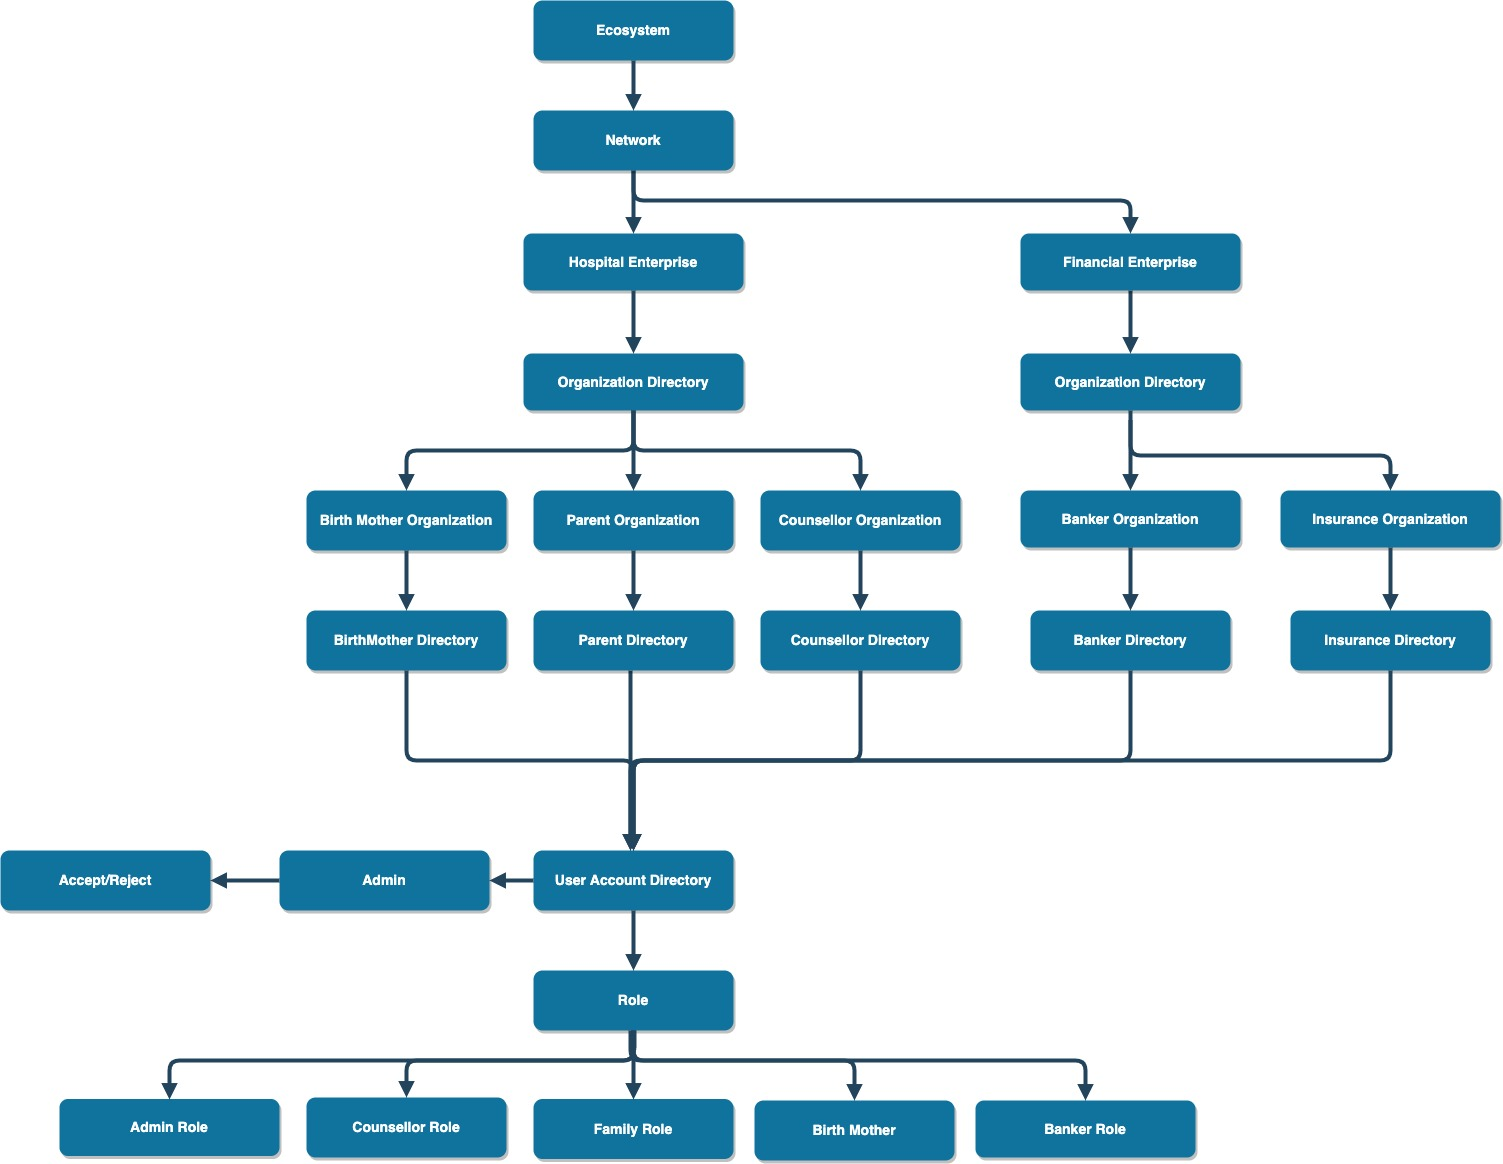 Ecosystem
Network
Hospital Enterprise
Financial Enterprise
Organization Directory
Organization Directory
Birth Mother Organization
Parent Organization
Counsellor Organization
Banker Organization
Insurance Organization
BirthMother Directory
Parent Directory
Counsellor Directory
Banker Directory
Insurance Directory
Accept/Reject
Admin
User Account Directory
Role
Admin Role
Counsellor Role
Family Role
Birth Mother
Banker Role